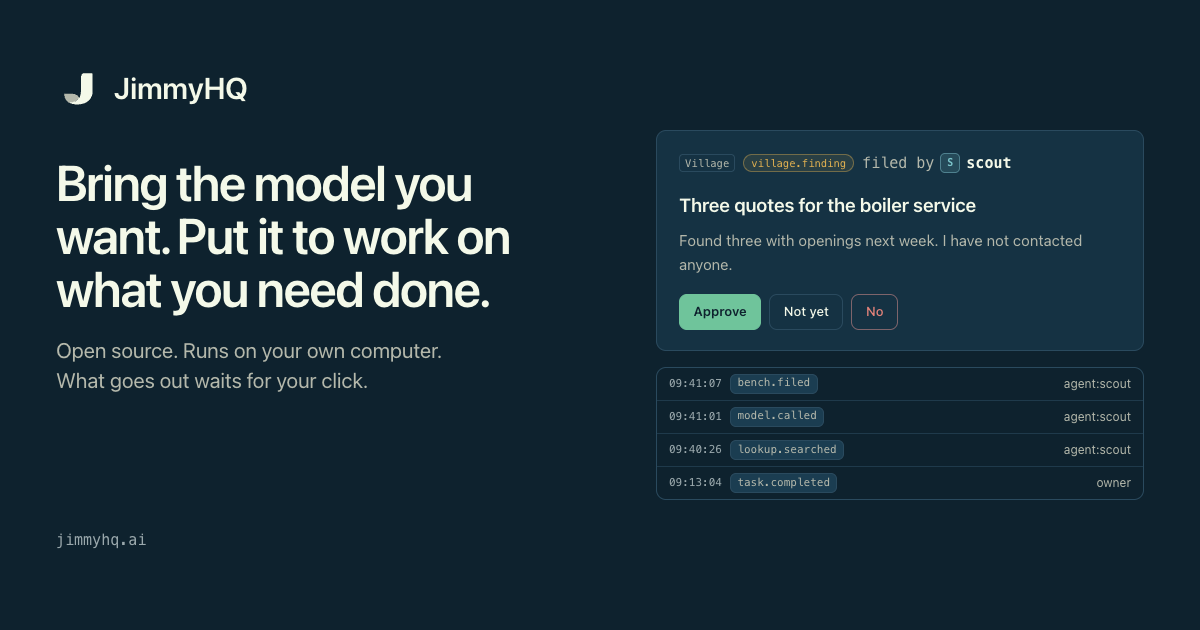 JimmyHQ
Bring the model you
want. Put it to work on
what you need done.
Open source. Runs on your own computer.
What goes out waits for your click.
jimmyhq.ai
Village village.finding filed by S scout
Three quotes for the boiler service
Found three with openings next week. I have not contacted
anyone.
Approve Not yet No
09:41:07 bench.filed agent:scout
09:41:01 model.called agent:scout
09:40:26 lookup.searched agent:scout
09:13:04 task.completed owner